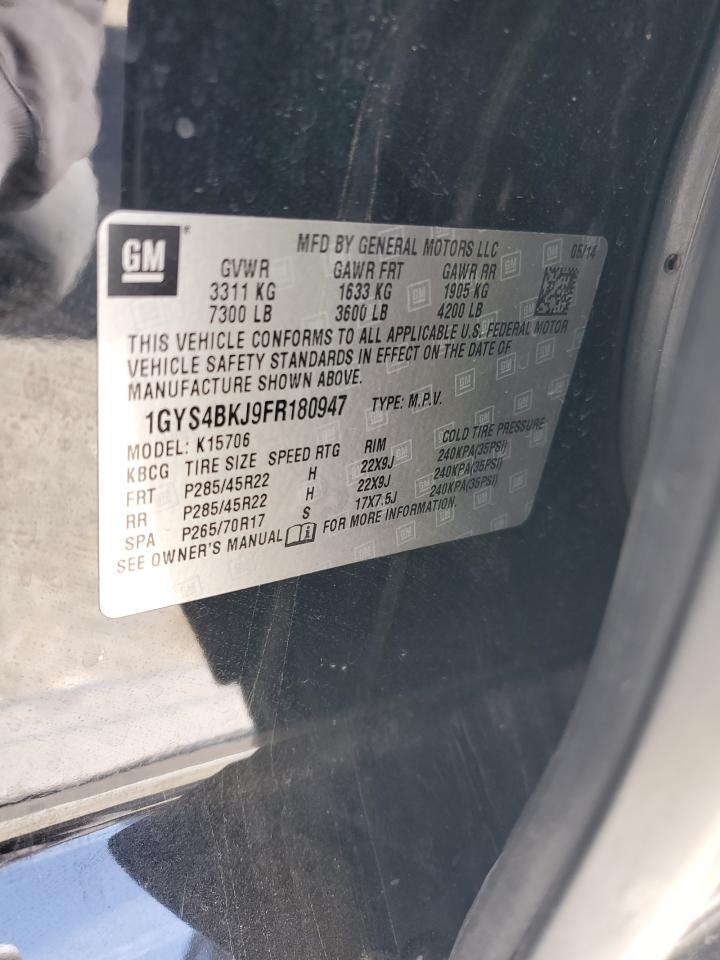 GM
MFD BY GENERAL MOTORS LLC 05/14
GVWR GAWR FRT GAWR RR
3311 KG 1633 KG 1905 KG
7300 LB 3600 LB 4200 LB
THIS VEHICLE CONFORMS TO ALL APPLICABLE U.S. FEDERAL MOTOR
VEHICLE SAFETY STANDARDS IN EFFECT ON THE DATE OF
MANUFACTURE SHOWN ABOVE.
1GYS4BKJ9FR180947 TYPE: M.P.V.
MODEL: K15706
KBCG TIRE SIZE SPEED RTG RIM COLD TIRE PRESSURE
FRT P285/45R22 H 22X9J 240KPA(35PSI)
RR P285/45R22 H 22X9J 240KPA(35PSI)
SPA P265/70R17 S 17X7.5J 240KPA(35PSI)
SEE OWNER'S MANUAL FOR MORE INFORMATION.